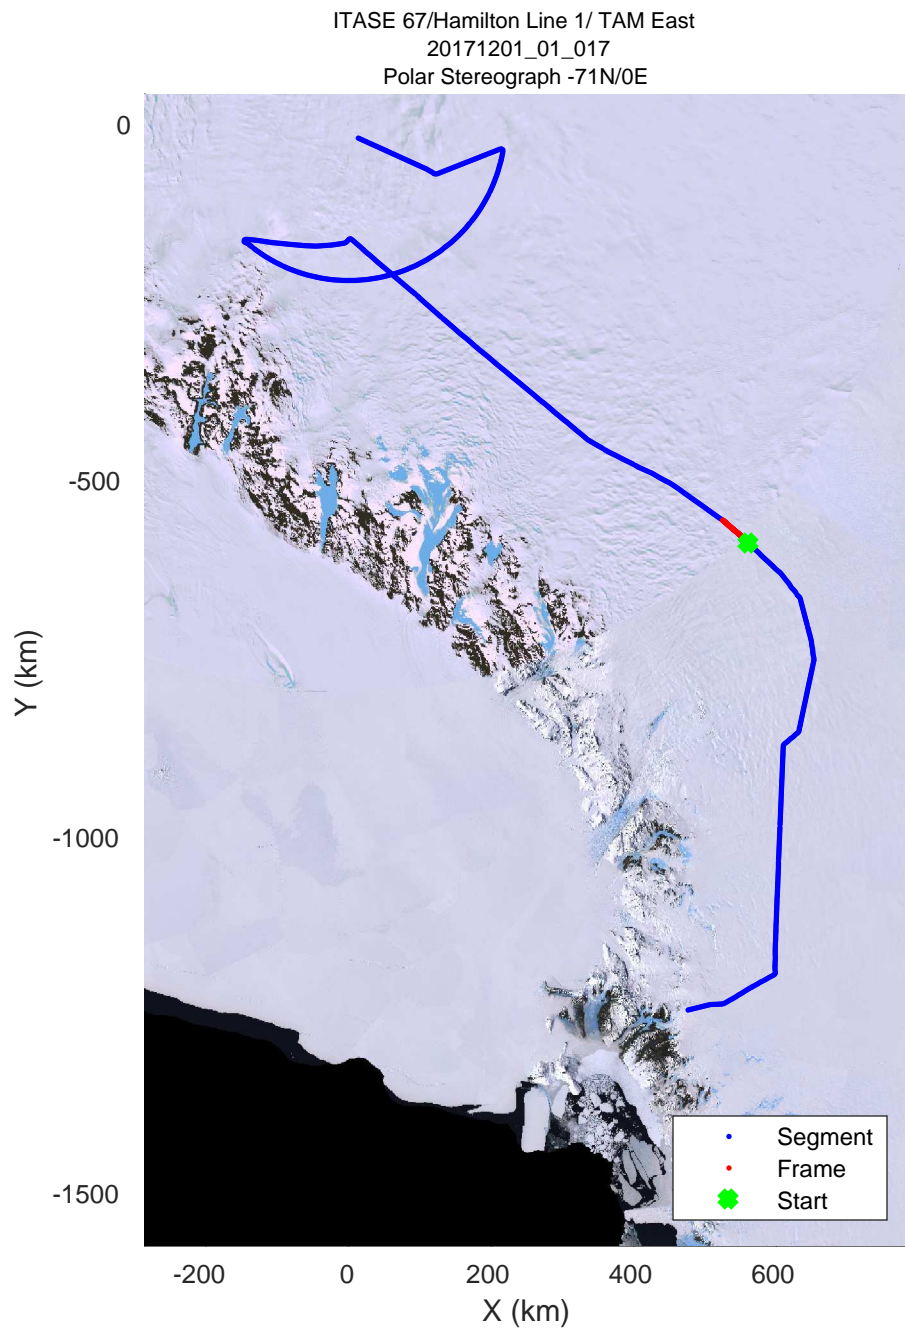 ITASE 67/Hamilton Line 1/ TAM East
20171201_01_017
Polar Stereograph -71N/0E
0
-500
-1000
-1500
Y (km)
Segment
Frame
Start
-200
0
200
400
600
X (km)